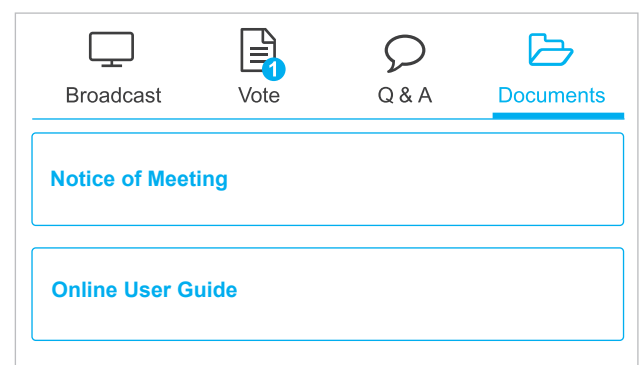 1
Broadcast Vote Q & A Documents
Notice of Meeting
Online User Guide